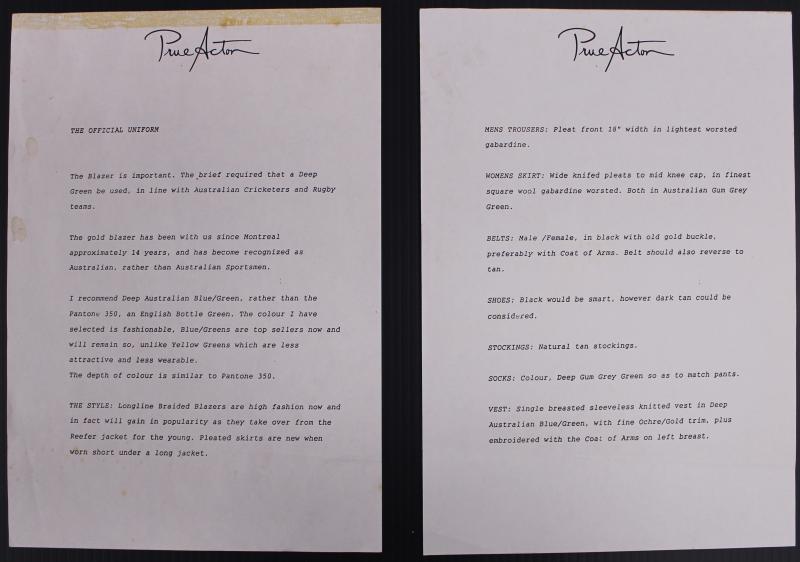 Prue Acton
THE OFFICIAL UNIFORM
The Blazer is important. The brief required that a Deep
Green be used, in line with Australian Cricketers and Rugby
teams.
The gold blazer has been with us since Montreal
approximately 14 years, and has become recognized as
Australian, rather than Australian Sportsmen.
I recommend Deep Australian Blue/Green, rather than the
Pantone 350, an English Bottle Green. The colour I have
selected is fashionable, Blue/Greens are top sellers now and
will remain so, unlike Yellow Greens which are less
attractive and less wearable.
The depth of colour is similar to Pantone 350.
THE STYLE: Longline Braided Blazers are high fashion now and
in fact will gain in popularity as they take over from the
Reefer jacket for the young. Pleated skirts are new when
worn short under a long jacket.
Prue Acton
MENS TROUSERS: Pleat front 18" width in lightest worsted
gabardine.
WOMENS SKIRT: Wide knifed pleats to mid knee cap, in finest
square wool gabardine worsted. Both in Australian Gum Grey
Green.
BELTS: Male /Female, in black with old gold buckle,
preferably with Coat of Arms. Belt should also reverse to
tan.
SHOES: Black would be smart, however dark tan could be
considered.
STOCKINGS: Natural tan stockings.
SOCKS: Colour, Deep Gum Grey Green so as to match pants.
VEST: Single breasted sleeveless knitted vest in Deep
Australian Blue/Green, with fine Ochre/Gold trim, plus
embroidered with the Coat of Arms on left breast.